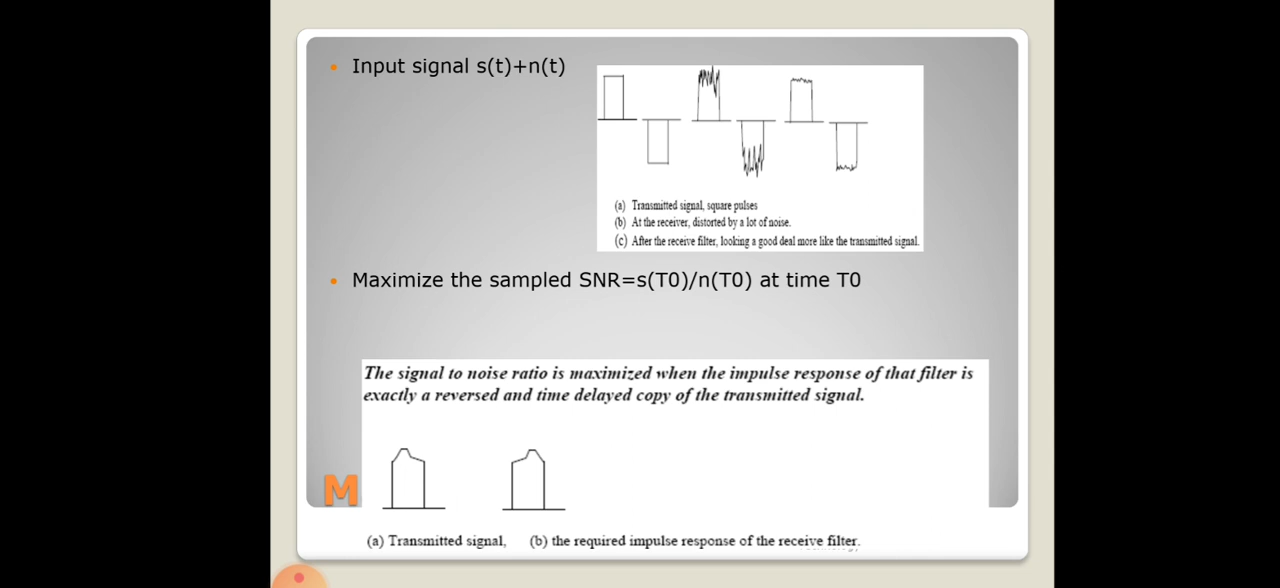 Input signal s(t)+n(t)
(a) Transmitted signal, square pulses
(b) At the receiver, distorted by a lot of noise.
(c) After the receive filter, looking a good deal more like the transmitted signal.
Maximize the sampled SNR=s(T0)/n(T0) at time T0
The signal to noise ratio is maximized when the impulse response of that filter is
exactly a reversed and time delayed copy of the transmitted signal.
M
(a) Transmitted signal, (b) the required impulse response of the receive filter.